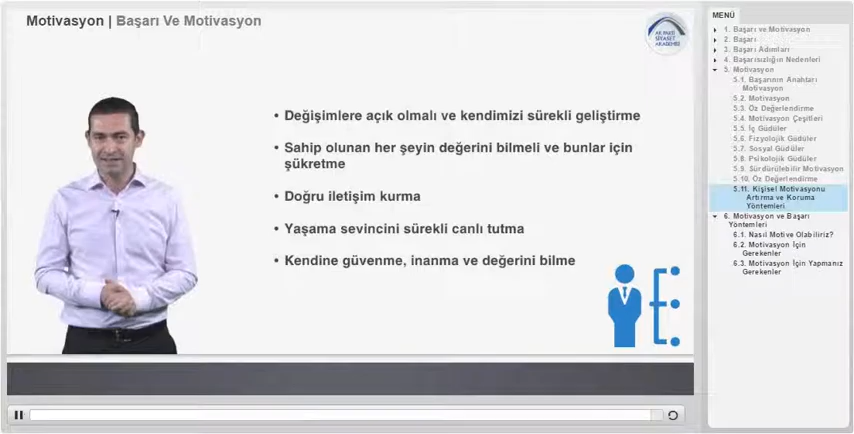 Motivasyon | Başarı Ve Motivasyon
AK PARTİ
SİYASET
AKADEMİSİ
• Değişimlere açık olmalı ve kendimizi sürekli geliştirme
• Sahip olunan her şeyin değerini bilmeli ve bunlar için
şükretme
• Doğru iletişim kurma
• Yaşama sevincini sürekli canlı tutma
• Kendine güvenme, inanma ve değerini bilme
MENÜ
1. Başarı ve Motivasyon
2. Başarı
3. Başarı Adımları
4. Başarısızlığın Nedenleri
5. Motivasyon
5.1. Başarının Anahtarı
Motivasyon
5.2. Motivasyon
5.3. Öz Değerlendirme
5.4. Motivasyon Çeşitleri
5.5. İç Güdüler
5.6. Fizyolojik Güdüler
5.7. Sosyal Güdüler
5.8. Psikolojik Güdüler
5.9. Sürdürülebilir Motivasyon
5.10. Öz Değerlendirme
5.11. Kişisel Motivasyonu
Artırma ve Koruma
Yöntemleri
6. Motivasyon ve Başarı
Yöntemleri
6.1. Nasıl Motive Olabiliriz?
6.2. Motivasyon İçin
Gerekenler
6.3. Motivasyon İçin Yapmanız
Gerekenler